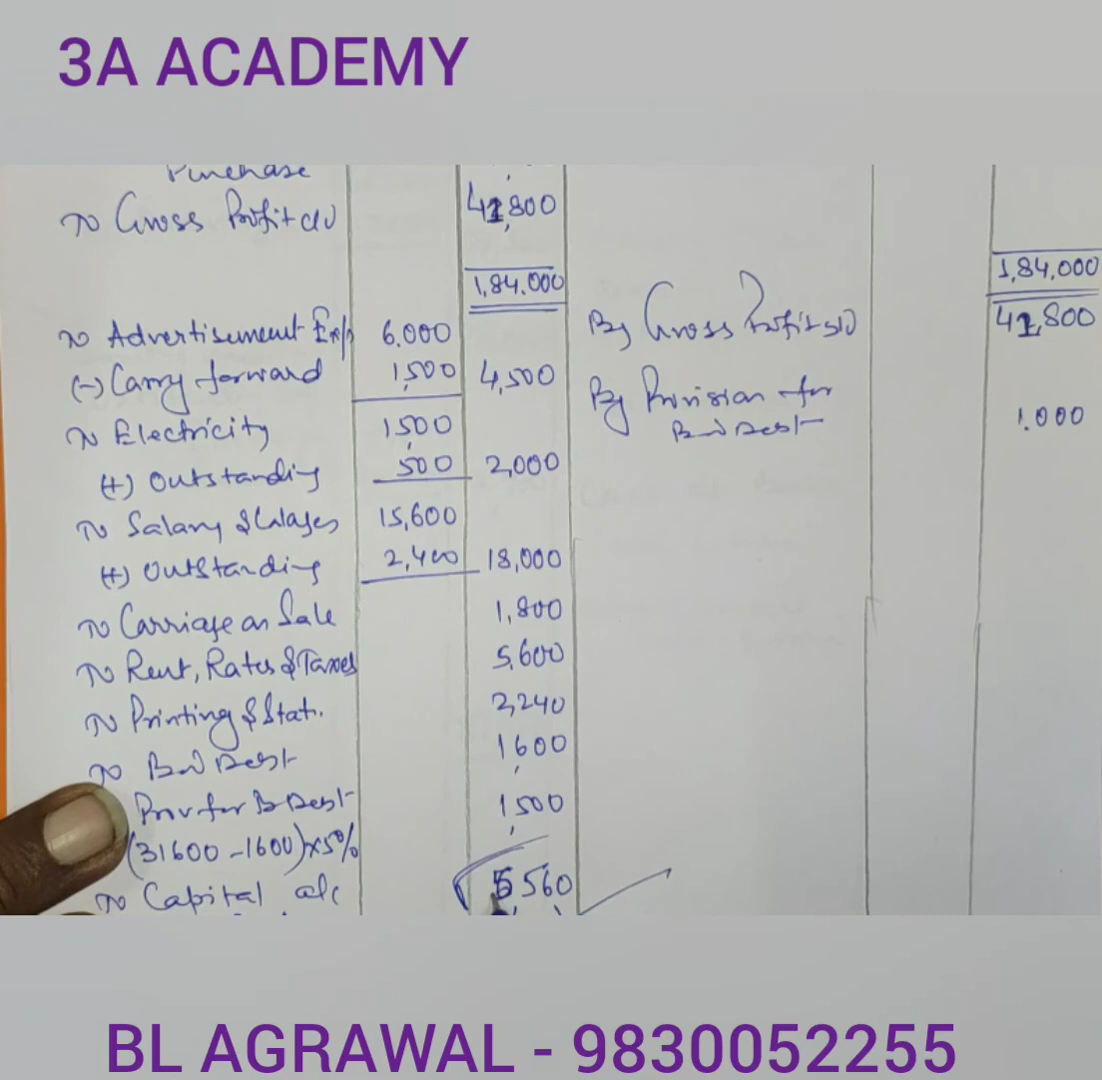 3A ACADEMY
Purchase
To Gross Profit c/d 41,800
1,84,000 1,84,000
To Advertisement Exp 6,000 By Gross Profit b/d 41,800
(-) Carry forward 1,500 4,500 By Provision for
Bad Debt 1,000
To Electricity 1,500
(+) Outstanding 500 2,000
To Salary & Wages 15,600
(+) Outstanding 2,400 18,000
To Carriage on Sale 1,800
To Rent, Rates & Taxes 5,600
To Printing & Stat. 2,240
To Bad Debt 1,600
Prov for B Debt 1,500
(31600 - 1600) x 5%
To Capital a/c 5,560
BL AGRAWAL - 9830052255